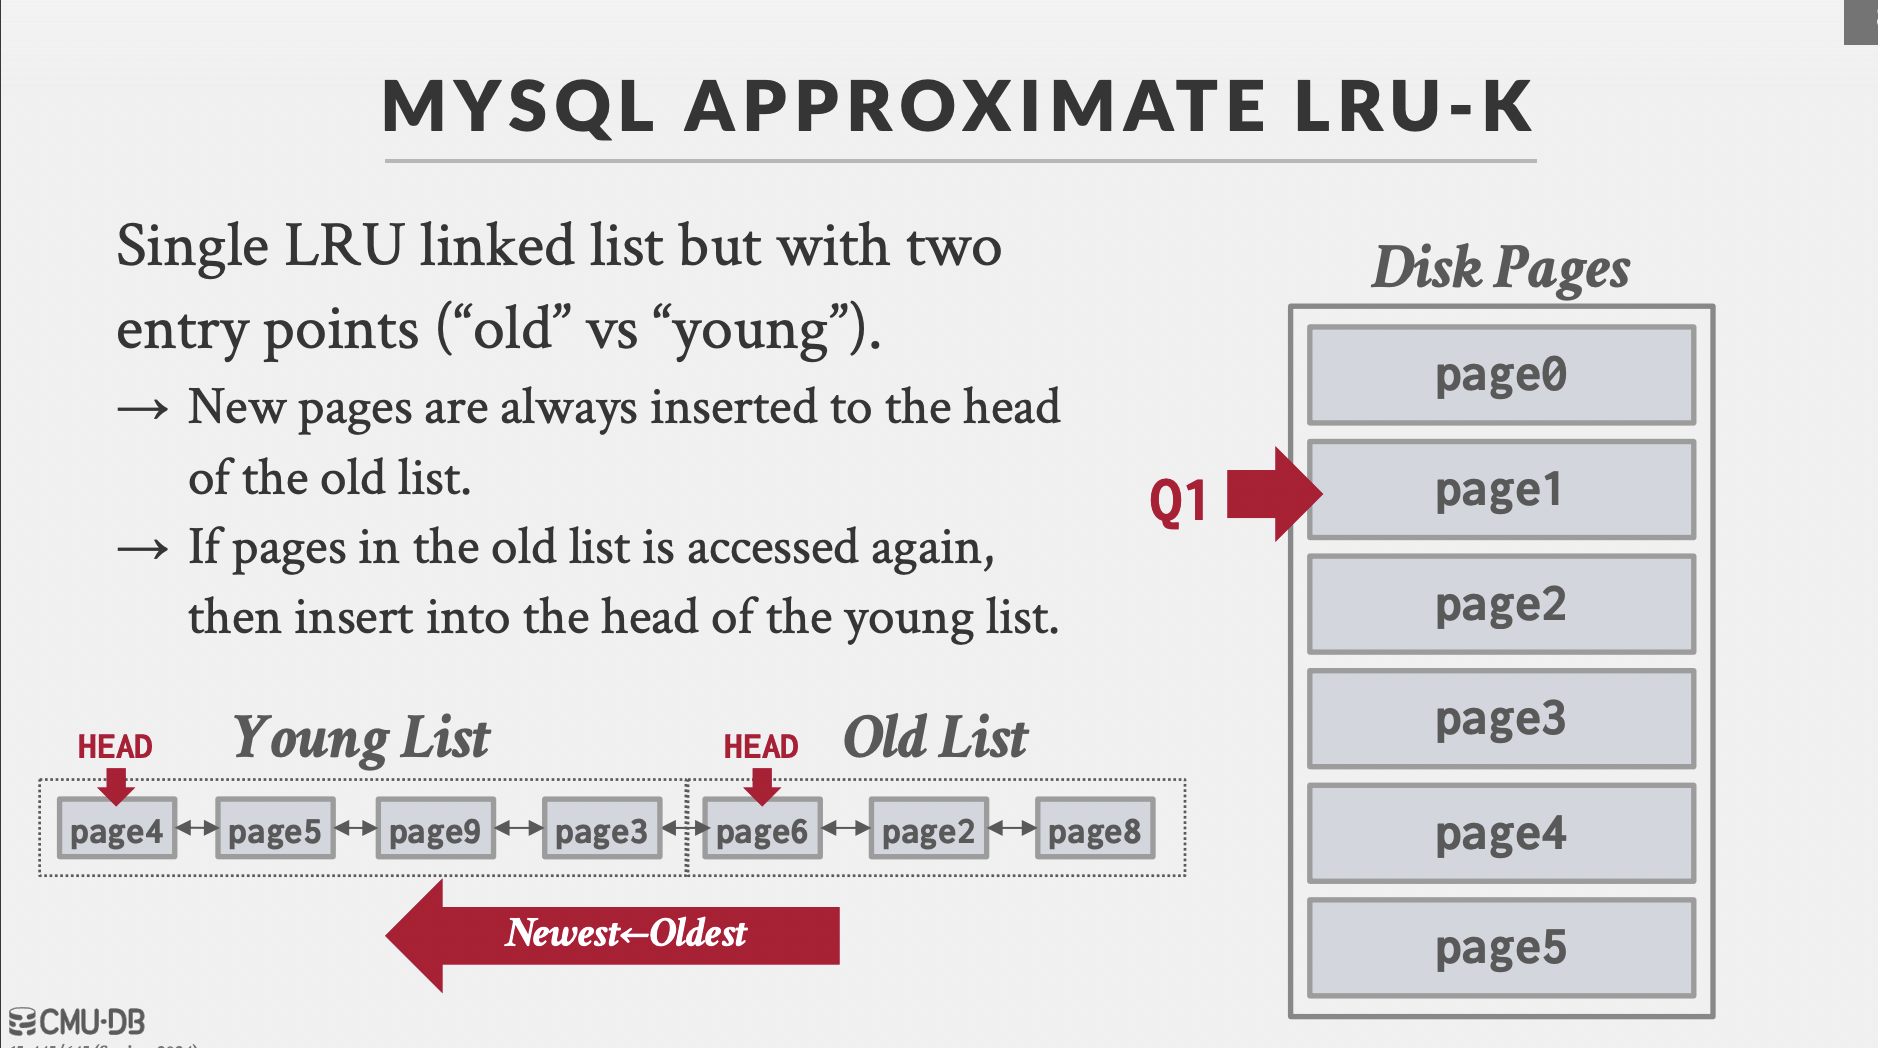 MYSQL APPROXIMATE LRU-K
Single LRU linked list but with two
entry points (“old” vs “young”).
→ New pages are always inserted to the head
of the old list.
→ If pages in the old list is accessed again,
then insert into the head of the young list.
Disk Pages
page0
Q1
page1
page2
page3
page4
page5
HEAD
Young List
HEAD
Old List
page4 page5 page9 page3 page6 page2 page8
Newest←Oldest
CMU·DB